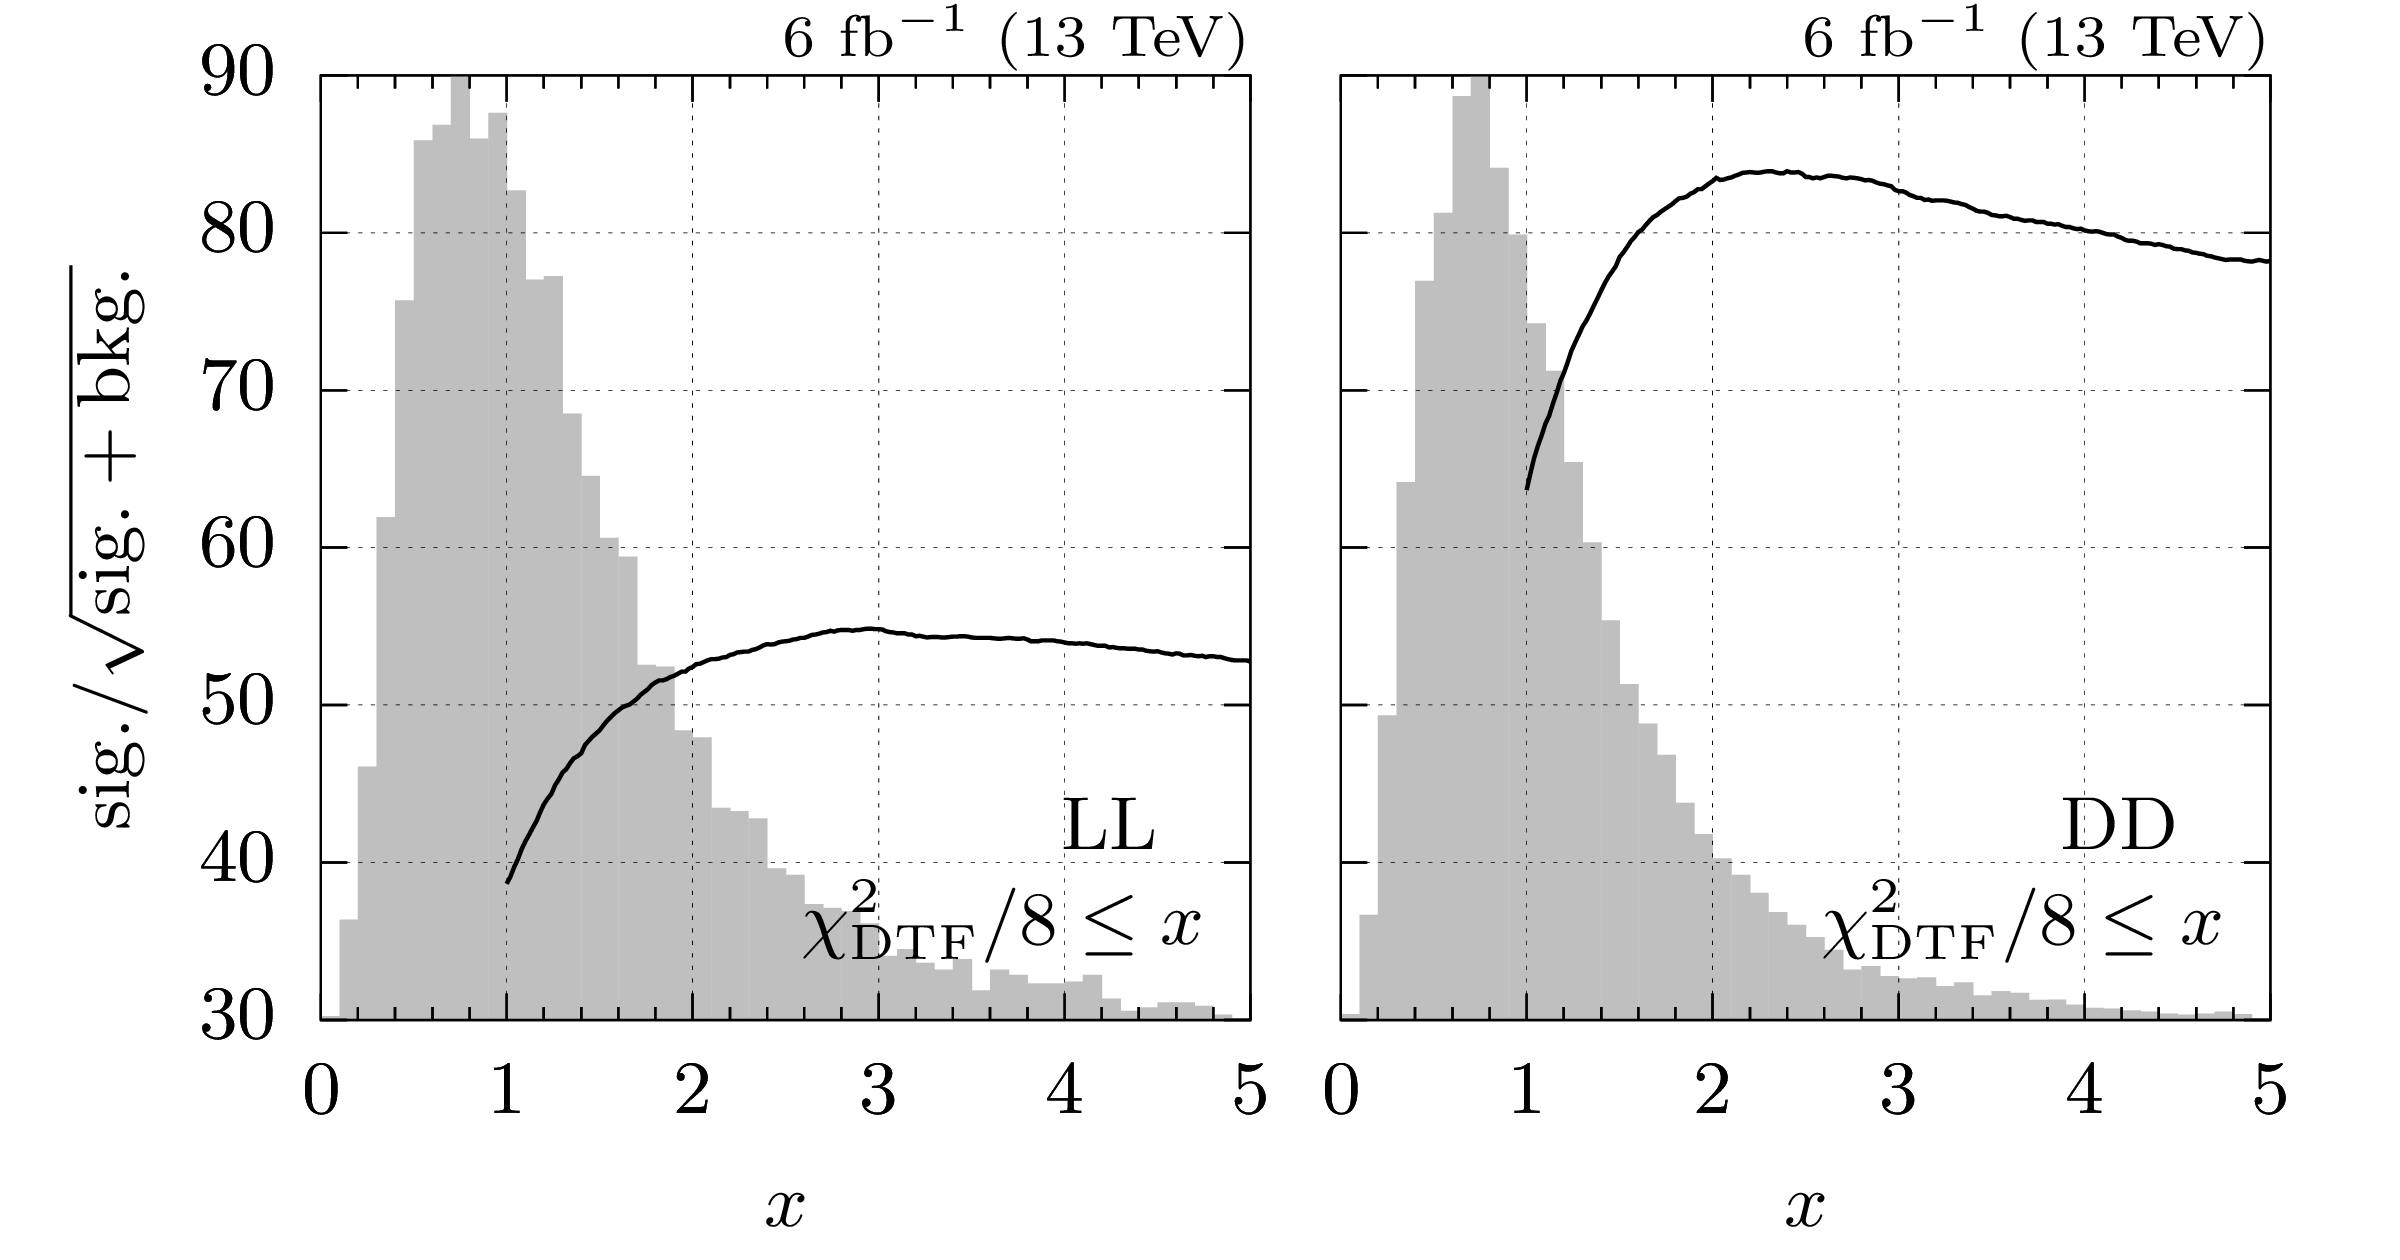 6 fb⁻¹ (13 TeV)
6 fb⁻¹ (13 TeV)
sig./√sig. + bkg.
90
80
70
60
50
40
30
LL
χ²DTF/8 ≤ x
DD
χ²DTF/8 ≤ x
0 1 2 3 4 5
0 1 2 3 4 5
x
x